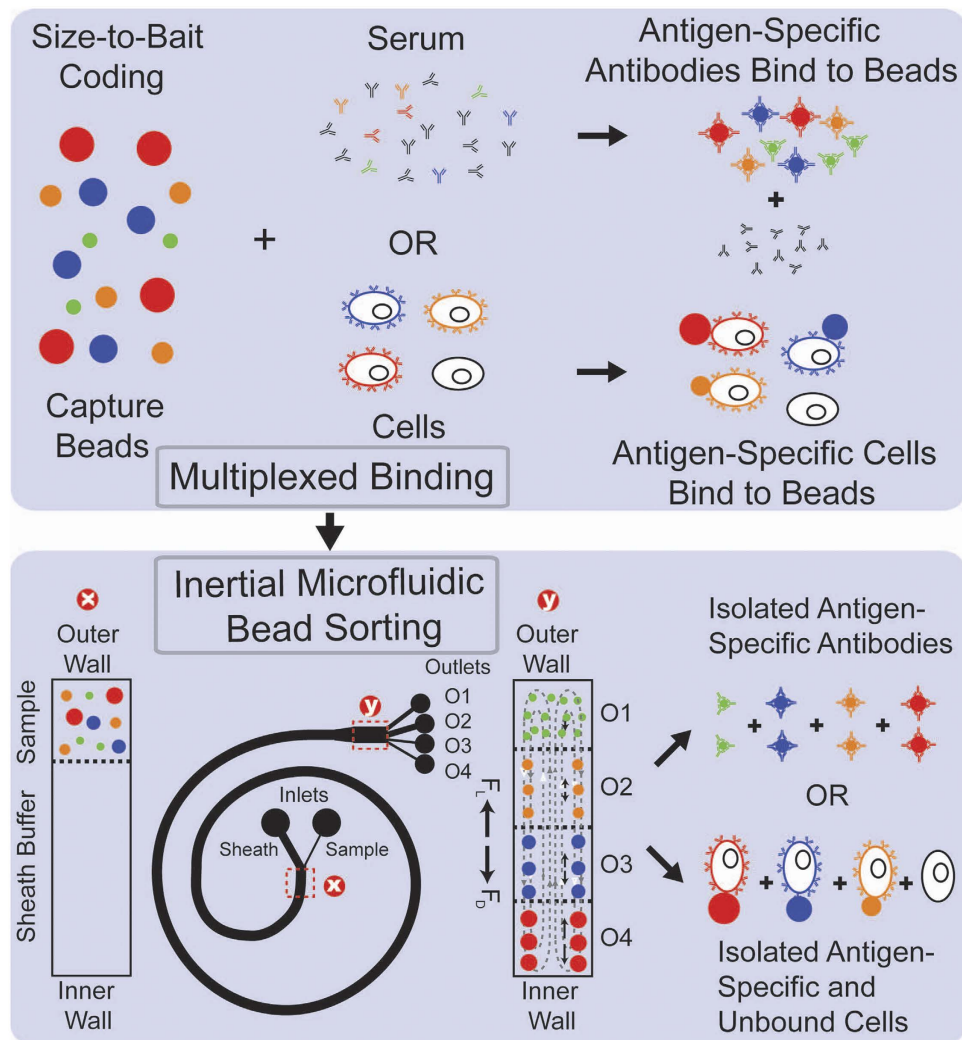 Size-to-Bait
Coding
Serum
Antigen-Specific
Antibodies Bind to Beads
+
OR
+
Capture
Beads
Cells
Antigen-Specific Cells
Bind to Beads
Multiplexed Binding
Inertial Microfluidic
Bead Sorting
x
Outer
Wall
Sample
Sheath Buffer
Inner
Wall
Outlets
y
O1
O2
O3
O4
Inlets
Sheath
Sample
x
y
Outer
Wall
O1
O2
O3
O4
F_L
F_D
Inner
Wall
Isolated Antigen-
Specific Antibodies
+ + +
OR
+ + +
Isolated Antigen-
Specific and
Unbound Cells